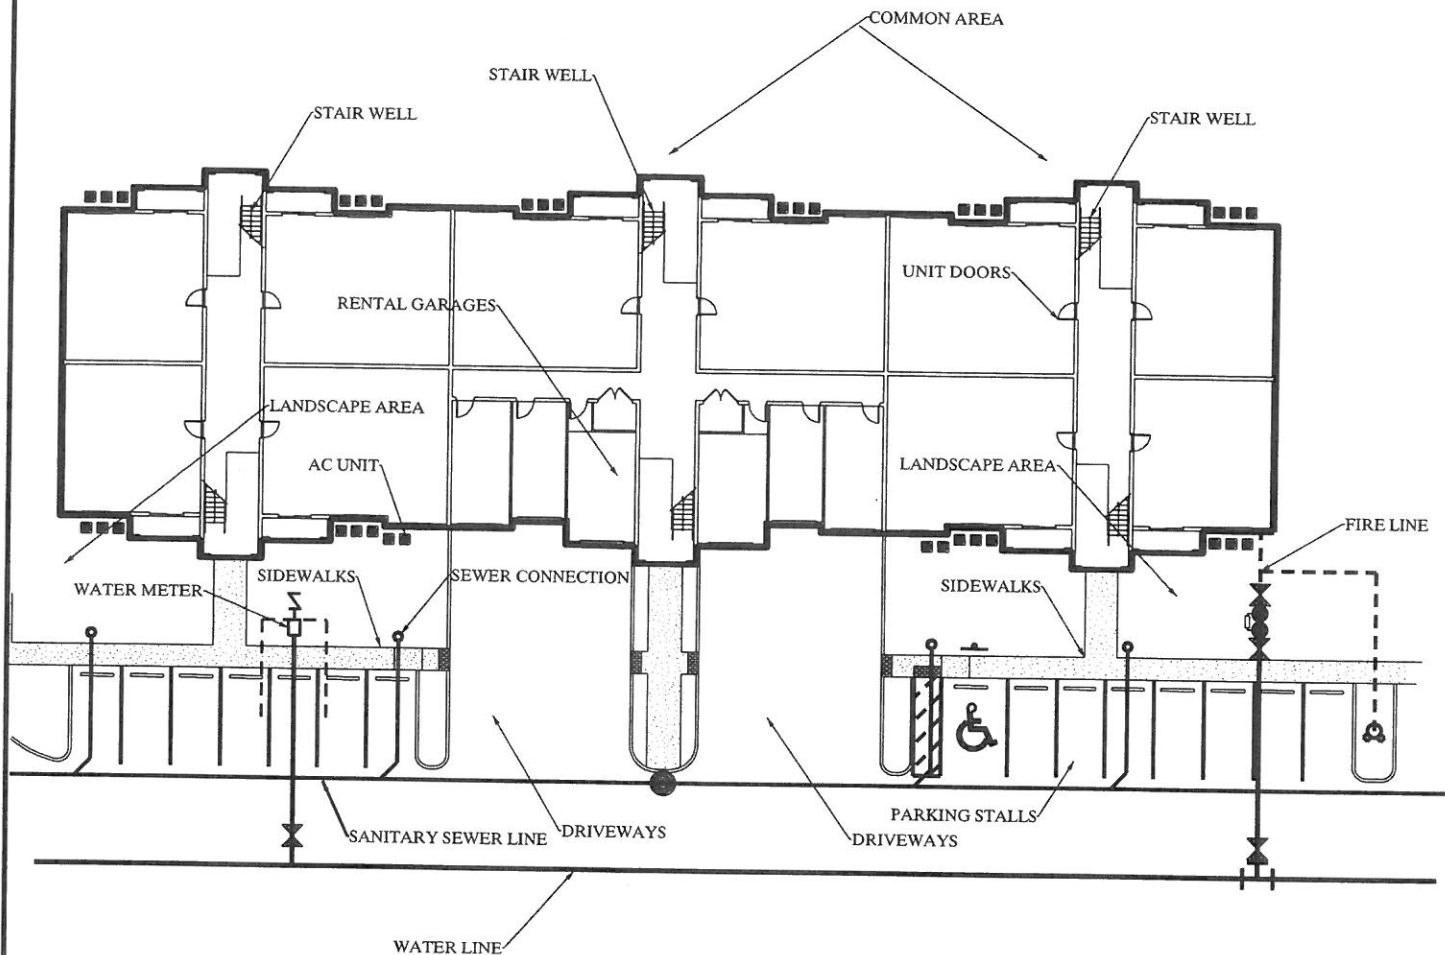 COMMON AREA
STAIR WELL
STAIR WELL
STAIR WELL
UNIT DOORS
RENTAL GARAGES
LANDSCAPE AREA
AC UNIT
LANDSCAPE AREA
FIRE LINE
WATER METER
SIDEWALKS
SEWER CONNECTION
SIDEWALKS
PARKING STALLS
SANITARY SEWER LINE
DRIVEWAYS
DRIVEWAYS
WATER LINE